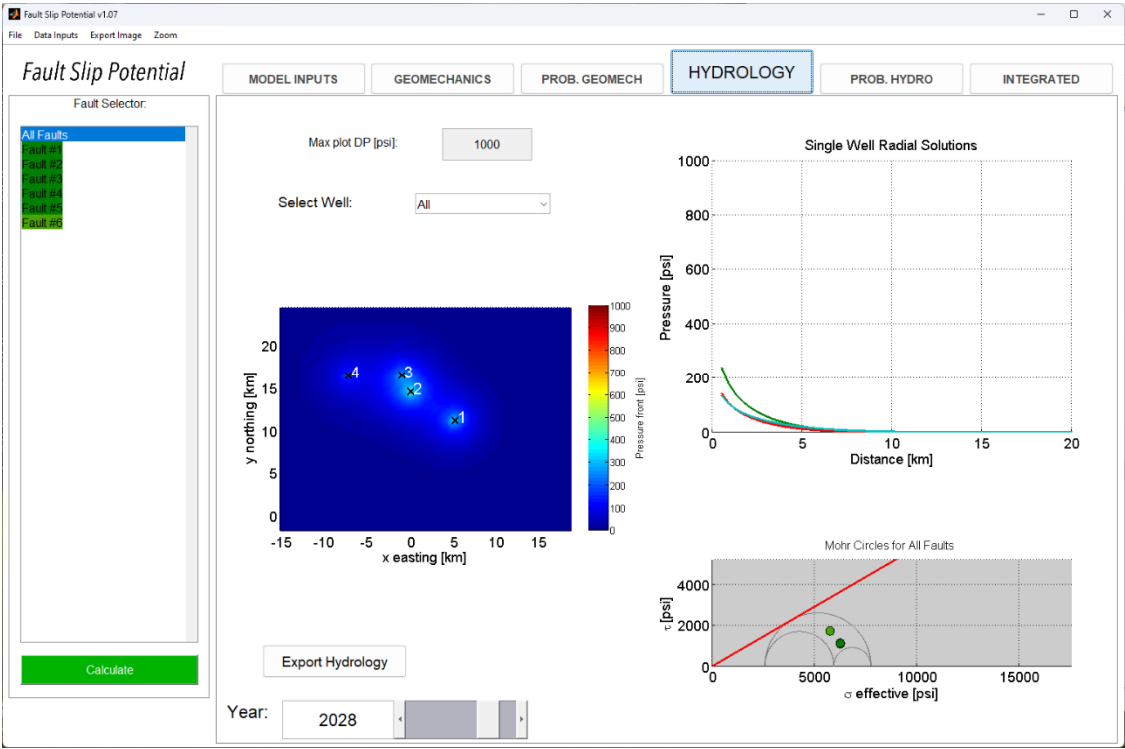 Fault Slip Potential v1.07
File Data Inputs Export Image Zoom
Fault Slip Potential
MODEL INPUTS GEOMECHANICS PROB. GEOMECH HYDROLOGY PROB. HYDRO INTEGRATED
Fault Selector:
All Faults
Fault #1
Fault #2
Fault #3
Fault #4
Fault #5
Fault #6
Calculate
Max plot DP [psi]: 1000
Select Well: All
20
15
10
5
0
y northing [km]
-15 -10 -5 0 5 10 15
x easting [km]
4
3
2
1
1000
900
800
700
600
500
400
300
200
100
0
Pressure front [psi]
Export Hydrology
Year: 2028
Single Well Radial Solutions
1000
800
600
400
200
0
Pressure [psi]
0 5 10 15 20
Distance [km]
Mohr Circles for All Faults
4000
2000
0
τ [psi]
0 5000 10000 15000
σ effective [psi]